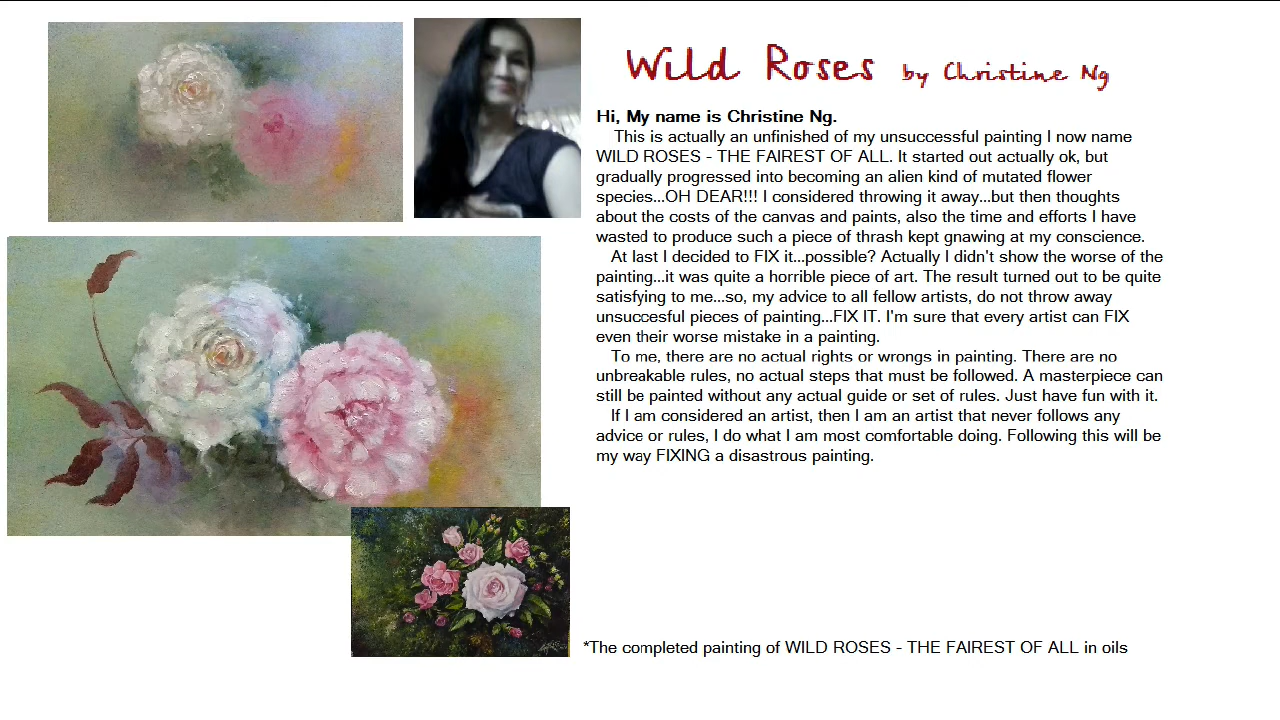 Wild Roses by Christine Ng
Hi, My name is Christine Ng.
This is actually an unfinished of my unsuccessful painting I now name
WILD ROSES - THE FAIREST OF ALL. It started out actually ok, but
gradually progressed into becoming an alien kind of mutated flower
species...OH DEAR!!! I considered throwing it away...but then thoughts
about the costs of the canvas and paints, also the time and efforts I have
wasted to produce such a piece of thrash kept gnawing at my conscience.
At last I decided to FIX it...possible? Actually I didn't show the worse of the
painting...it was quite a horrible piece of art. The result turned out to be quite
satisfying to me...so, my advice to all fellow artists, do not throw away
unsuccesful pieces of painting...FIX IT. I'm sure that every artist can FIX
even their worse mistake in a painting.
To me, there are no actual rights or wrongs in painting. There are no
unbreakable rules, no actual steps that must be followed. A masterpiece can
still be painted without any actual guide or set of rules. Just have fun with it.
If I am considered an artist, then I am an artist that never follows any
advice or rules, I do what I am most comfortable doing. Following this will be
my way FIXING a disastrous painting.
*The completed painting of WILD ROSES - THE FAIREST OF ALL in oils